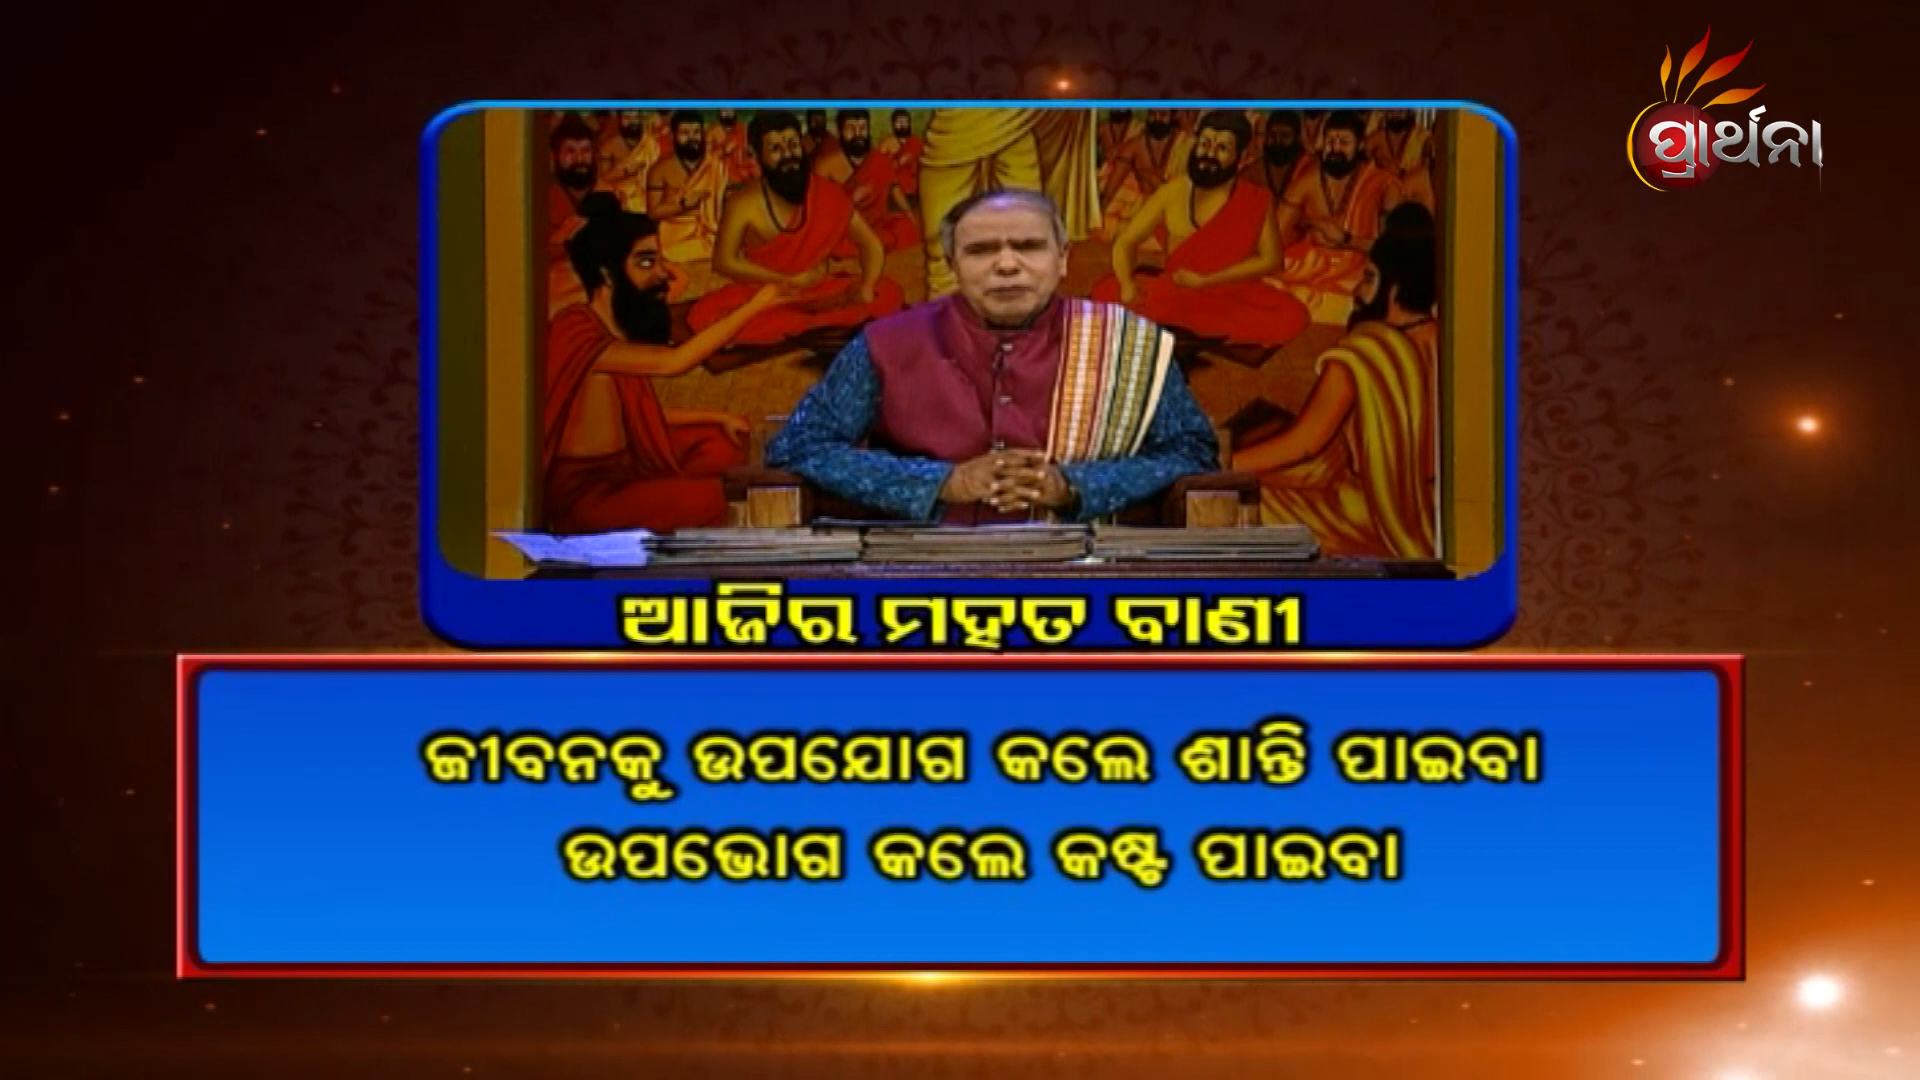 ପ୍ରାର୍ଥନା
ଆଜିର ମହତ ବାଣୀ
ଜୀବନକୁ ଉପଯୋଗ କଲେ ଶାନ୍ତି ପାଇବା
ଉପଭୋଗ କଲେ କଷ୍ଟ ପାଇବା